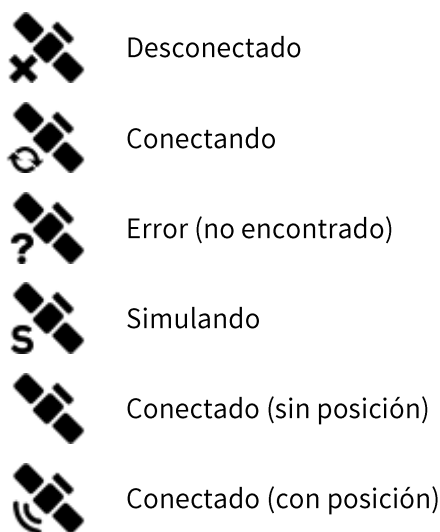 Desconectado
Conectando
? Error (no encontrado)
S Simulando
Conectado (sin posición)
Conectado (con posición)